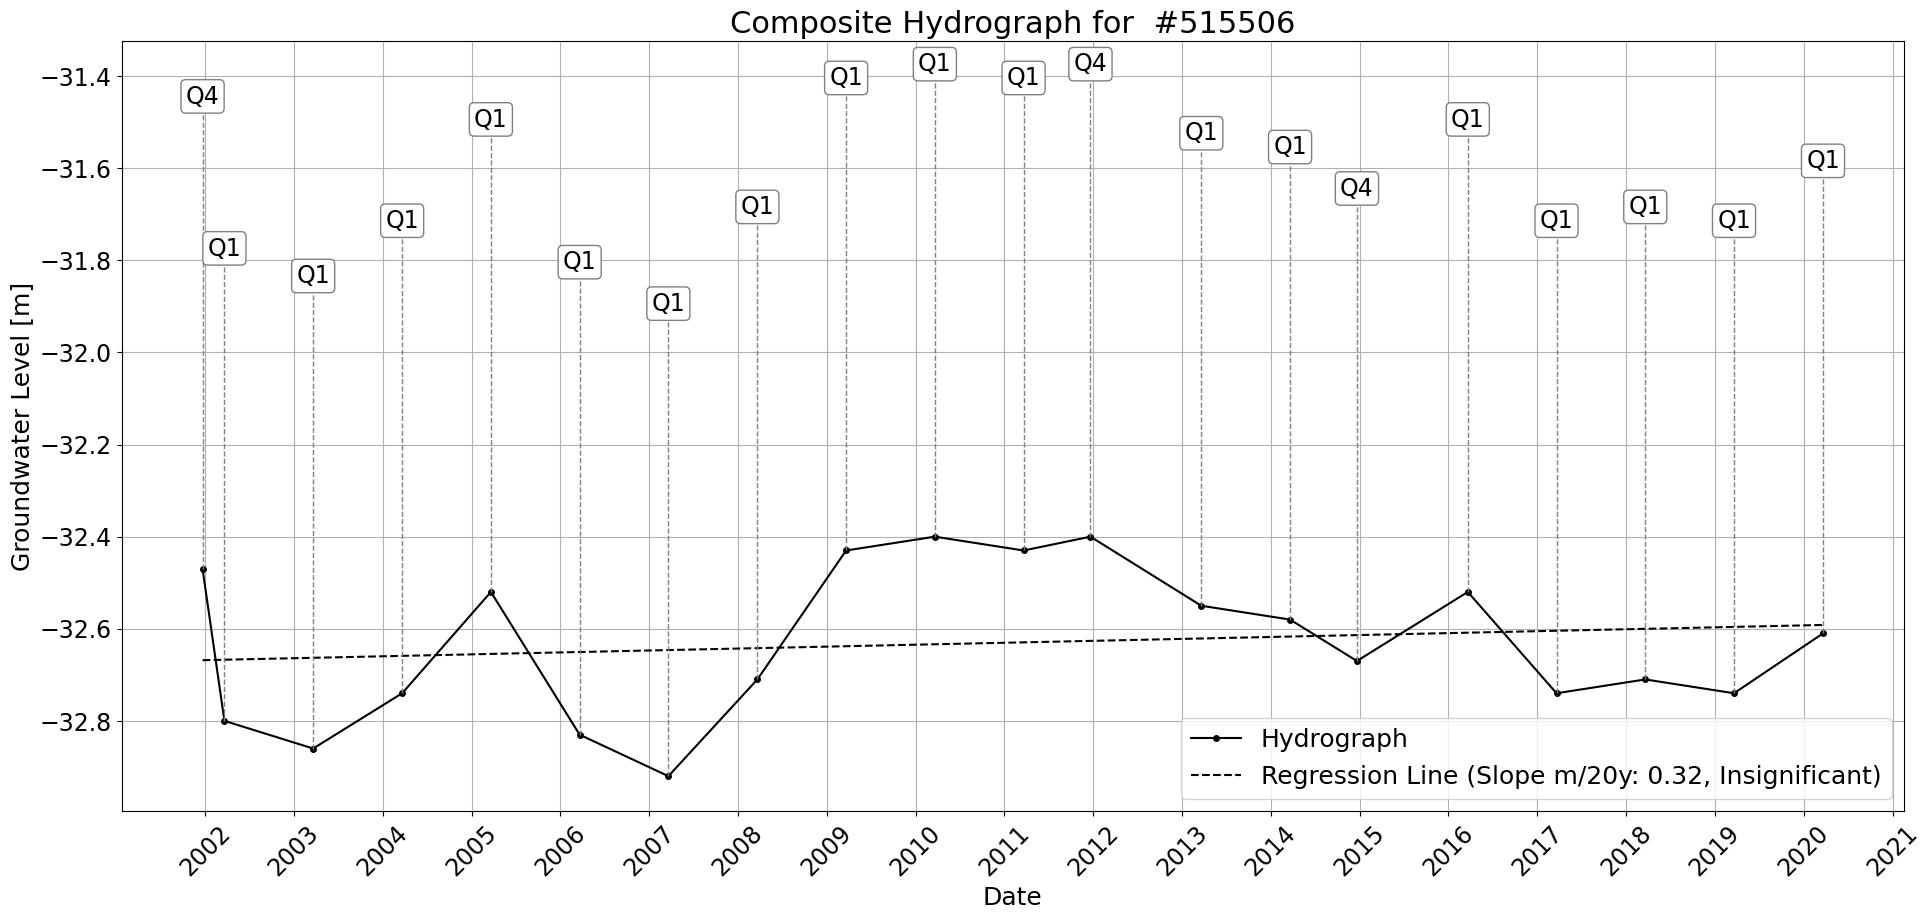 Composite Hydrograph for  #515506
Groundwater Level [m]
−31.4
−31.6
−31.8
−32.0
−32.2
−32.4
−32.6
−32.8
Q4
Q1
Q1
Q1
Q1
Q1
Q1
Q1
Q1
Q1
Q1
Q4
Q1
Q1
Q4
Q1
Q1
Q1
Q1
Q1
Hydrograph
Regression Line (Slope m/20y: 0.32, Insignificant)
2002
2003
2004
2005
2006
2007
2008
2009
2010
2011
2012
2013
2014
2015
2016
2017
2018
2019
2020
2021
Date